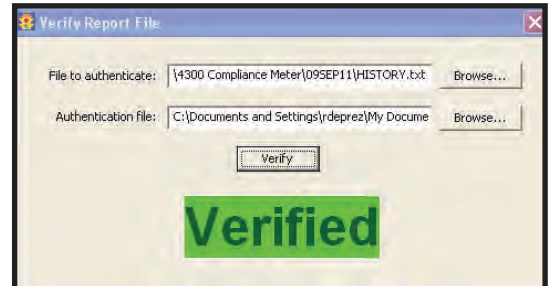 Verify Report File
File to authenticate: \4300 Compliance Meter\09SEP11\HISTORY.txt Browse...
Authentication file: C:\Documents and Settings\rdeprez\My Docume Browse...
Verify
Verified